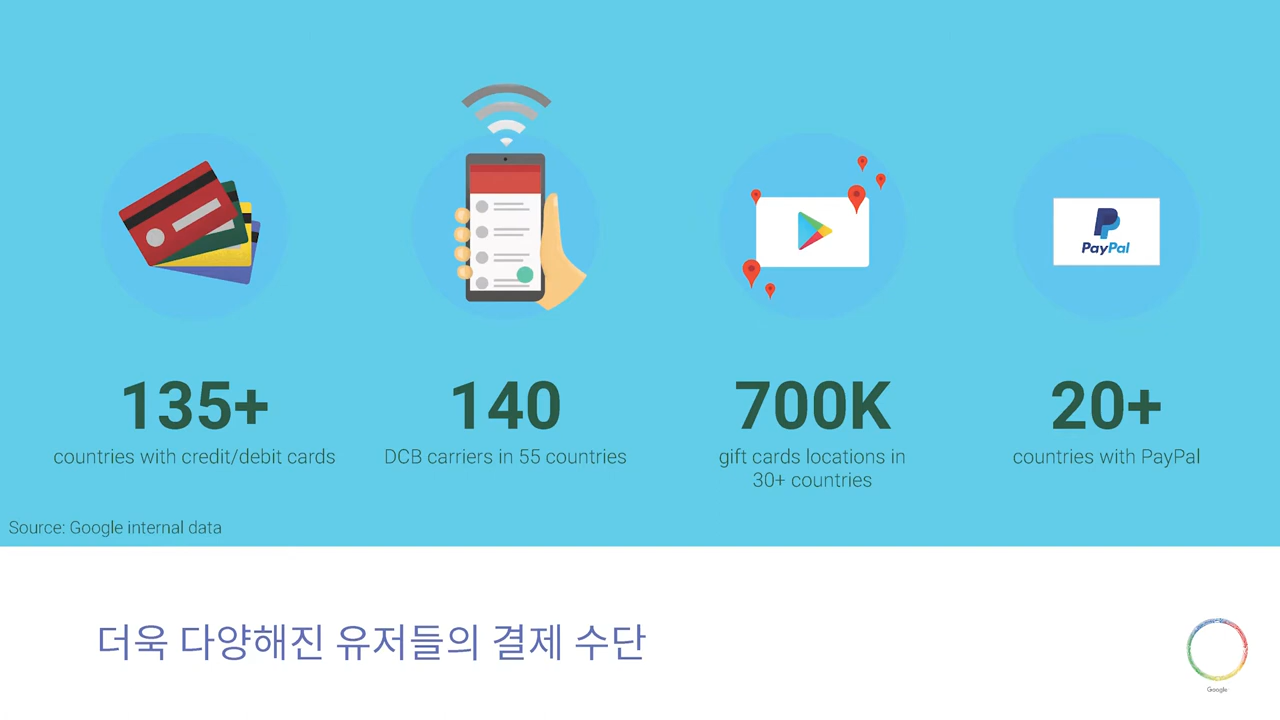 PayPal
135+
countries with credit/debit cards
140
DCB carriers in 55 countries
700K
gift cards locations in
30+ countries
20+
countries with PayPal
Source: Google internal data
더욱 다양해진 유저들의 결제 수단
Google